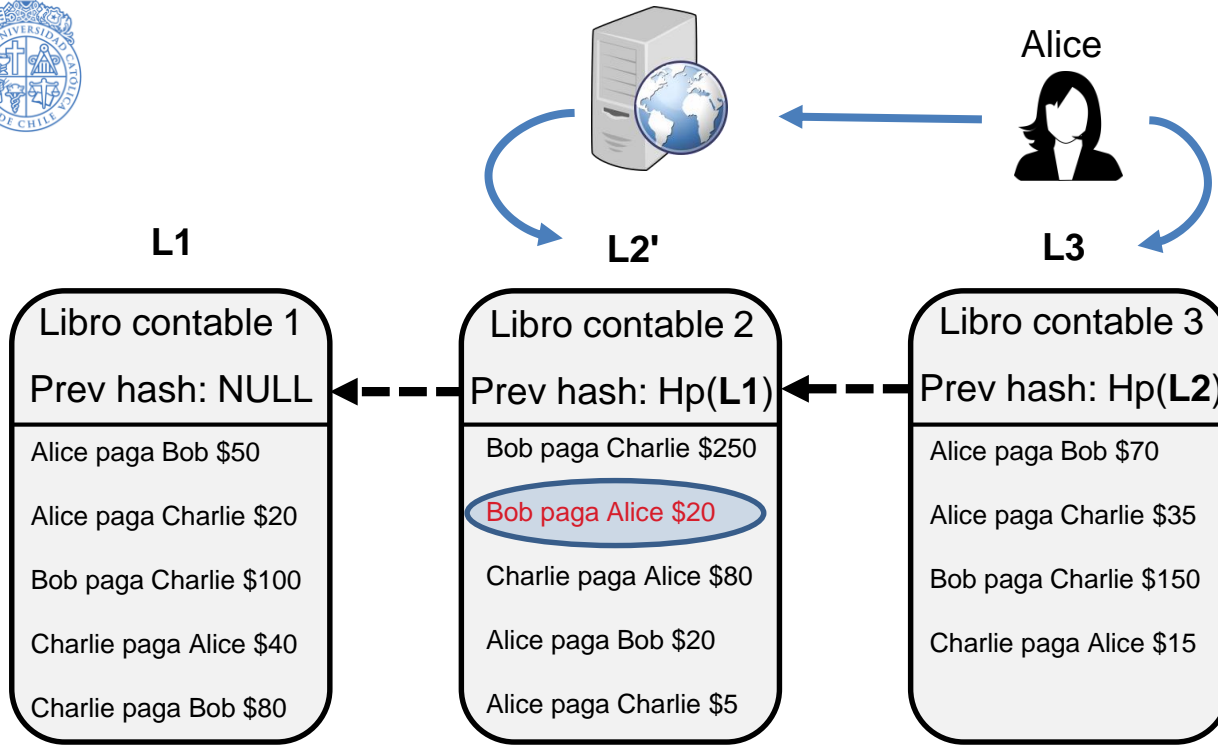 UNIVERSIDAD CATOLICA
DE CHILE
Alice
L1
L2'
L3
Libro contable 1
Prev hash: NULL
Alice paga Bob $50
Alice paga Charlie $20
Bob paga Charlie $100
Charlie paga Alice $40
Charlie paga Bob $80
Libro contable 2
Prev hash: Hp(L1)
Bob paga Charlie $250
Bob paga Alice $20
Charlie paga Alice $80
Alice paga Bob $20
Alice paga Charlie $5
Libro contable 3
Prev hash: Hp(L2)
Alice paga Bob $70
Alice paga Charlie $35
Bob paga Charlie $150
Charlie paga Alice $15